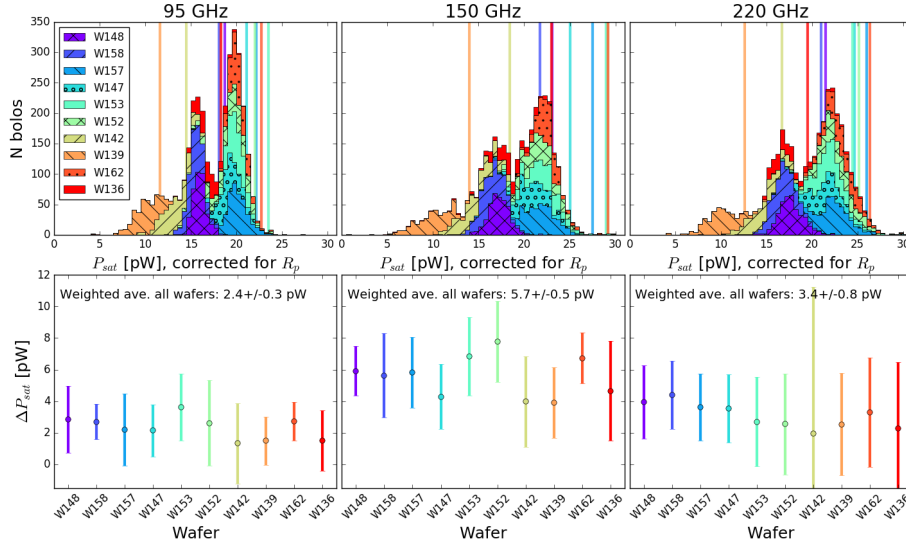 95 GHz
150 GHz
220 GHz
N bolos
350
300
250
200
150
100
50
0
W148
W158
W157
W147
W153
W152
W142
W139
W162
W136
0 5 10 15 20 25 30
0 5 10 15 20 25 30
0 5 10 15 20 25 30
P_sat [pW], corrected for R_p
P_sat [pW], corrected for R_p
P_sat [pW], corrected for R_p
ΔP_sat [pW]
12
10
8
6
4
2
0
Weighted ave. all wafers: 2.4+/-0.3 pW
Weighted ave. all wafers: 5.7+/-0.5 pW
Weighted ave. all wafers: 3.4+/-0.8 pW
W148 W158 W157 W147 W153 W152 W142 W139 W162 W136
W148 W158 W157 W147 W153 W152 W142 W139 W162 W136
W148 W158 W157 W147 W153 W152 W142 W139 W162 W136
Wafer
Wafer
Wafer